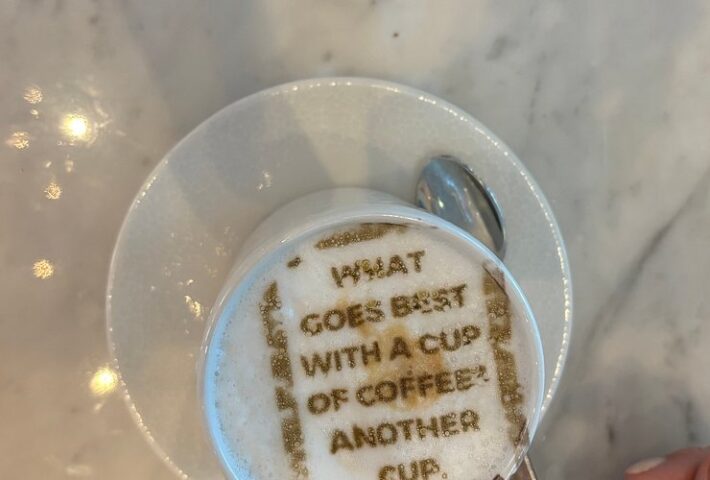 WHAT
GOES BEST
WITH A CUP
OF COFFEE?
ANOTHER
CUP.